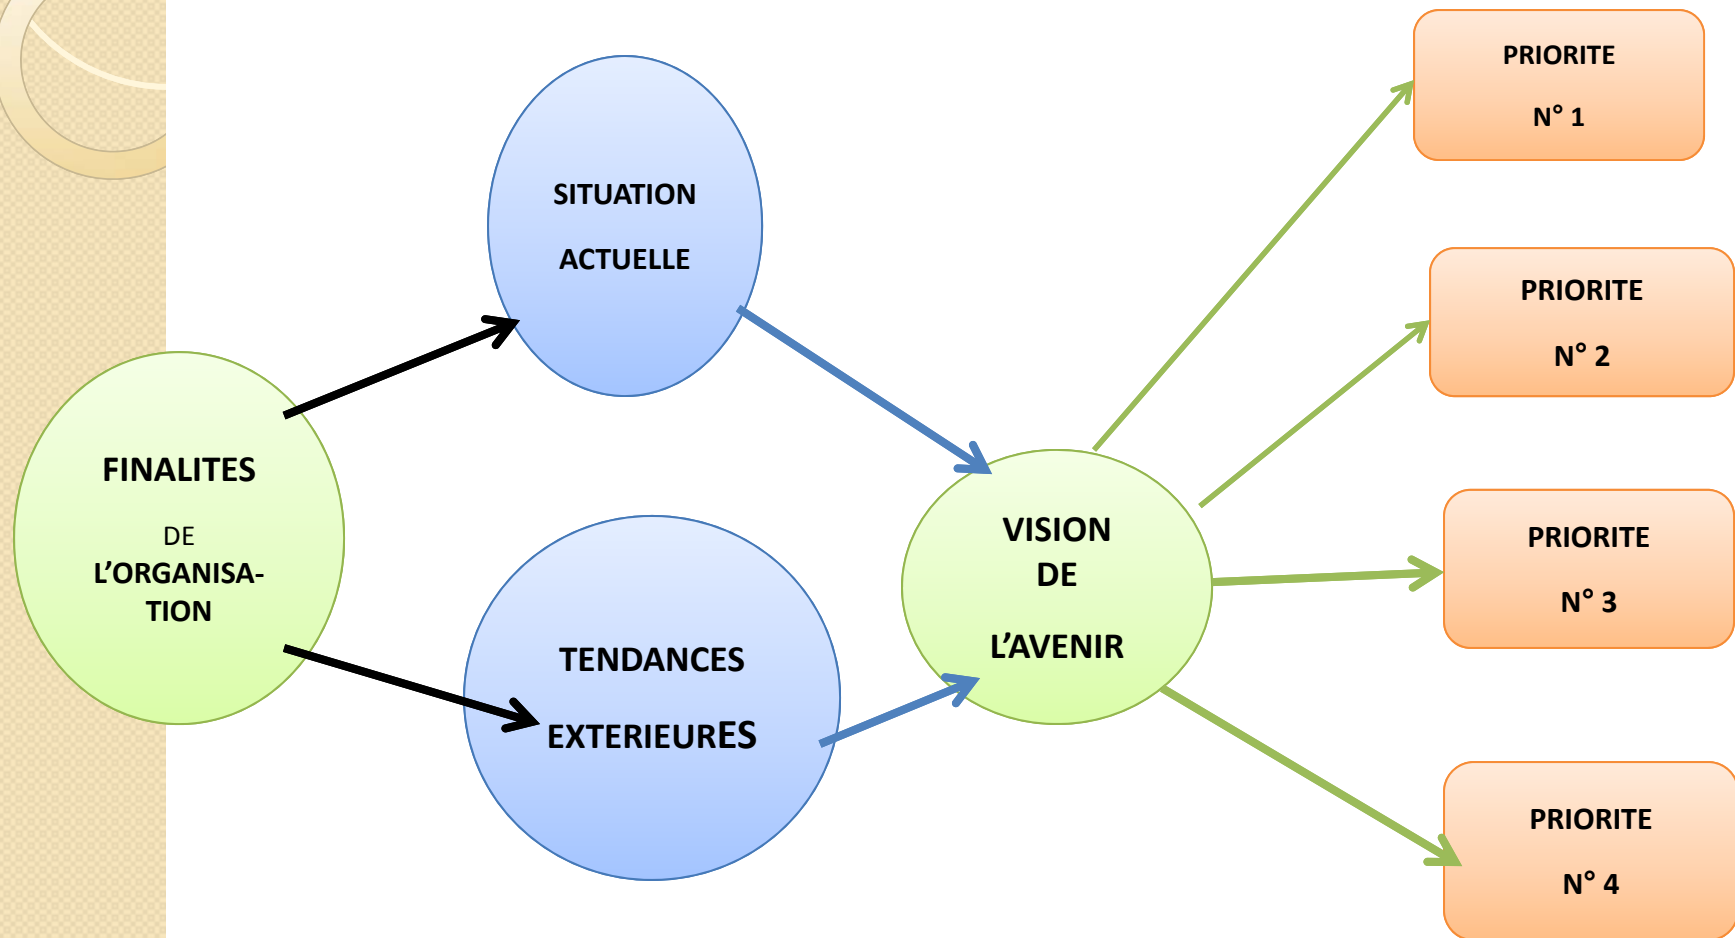 SITUATION
ACTUELLE
FINALITES
DE
L’ORGANISA-
TION
TENDANCES
EXTERIEURES
VISION
DE
L’AVENIR
PRIORITE
N° 1
PRIORITE
N° 2
PRIORITE
N° 3
PRIORITE
N° 4